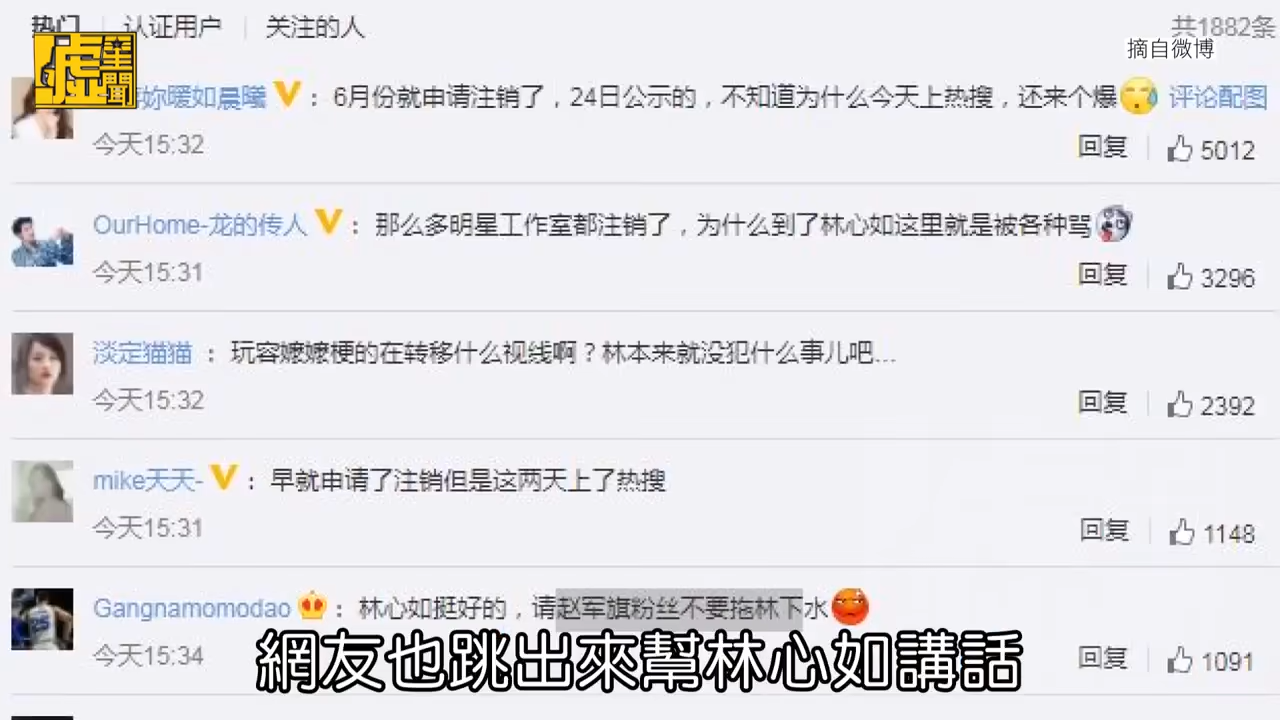 热门 认证用户 关注的人 共1882条
摘自微博
噓星聞
妳暖如晨曦 : 6月份就申请注销了，24日公示的，不知道为什么今天上热搜，还来个爆 评论配图
今天15:32 回复 5012
OurHome-龙的传人 : 那么多明星工作室都注销了，为什么到了林心如这里就是被各种骂
今天15:31 回复 3296
淡定猫猫 : 玩容嬷嬷梗的在转移什么视线啊？林本来就没犯什么事儿吧...
今天15:32 回复 2392
mike天天- : 早就申请了注销但是这两天上了热搜
今天15:31 回复 1148
Gangnamomodao : 林心如挺好的，请赵军旗粉丝不要拖林下水
今天15:34 回复 1091
網友也跳出來幫林心如講話